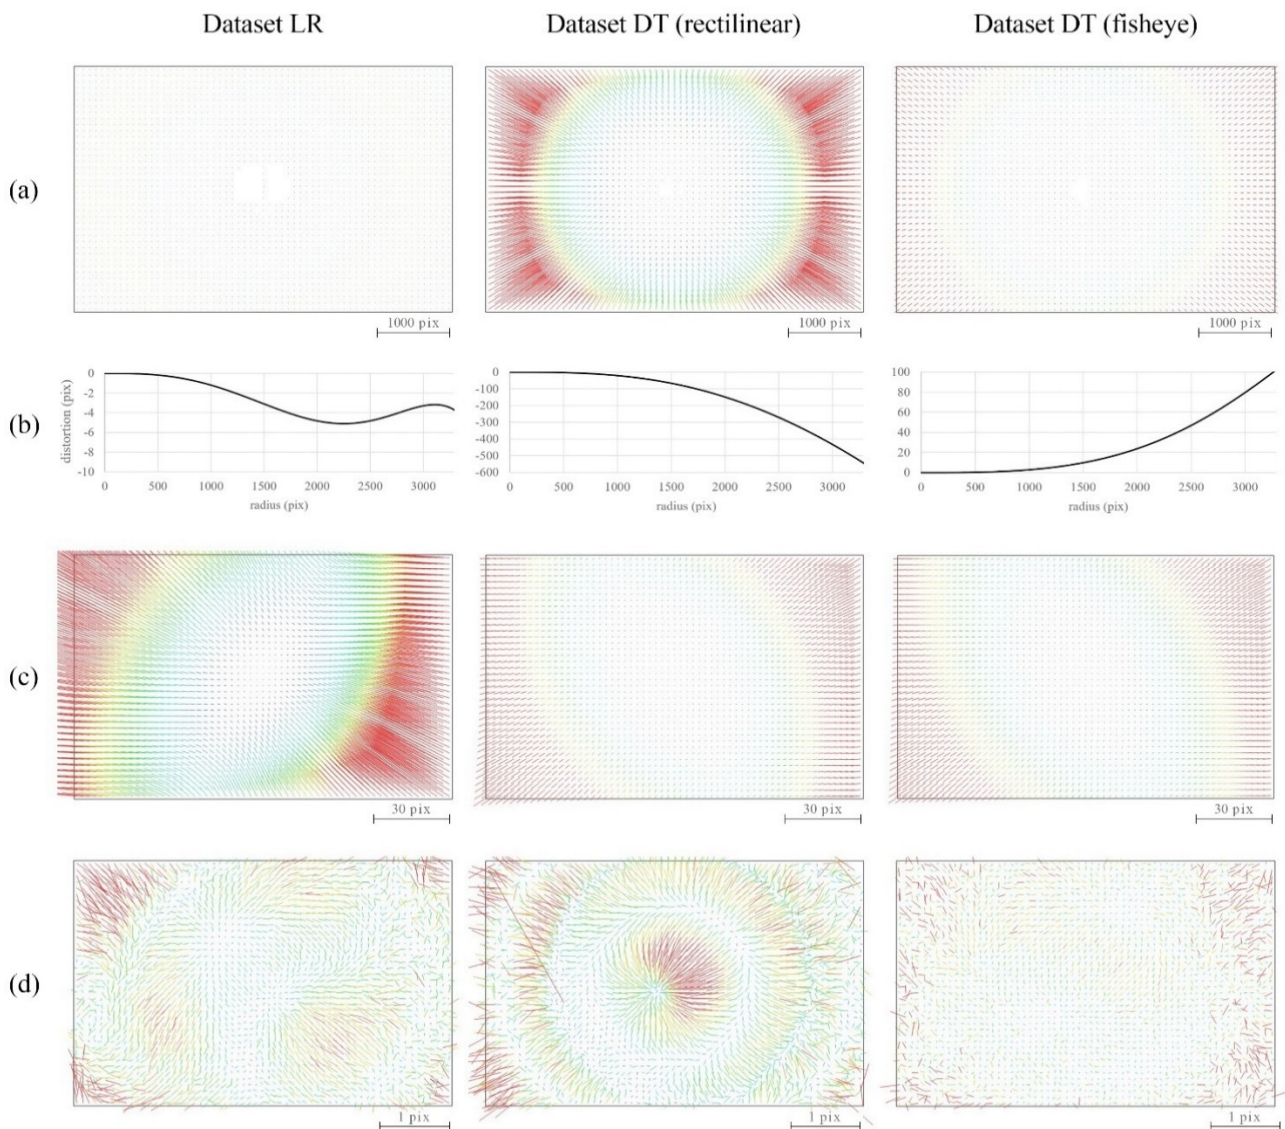 Dataset LR Dataset DT (rectilinear) Dataset DT (fisheye)
(a)
1000 pix 1000 pix 1000 pix
(b)
distortion (pix)
0
-2
-4
-6
-8
-10
0 500 1000 1500 2000 2500 3000
radius (pix)
0
-100
-200
-300
-400
-500
-600
0 500 1000 1500 2000 2500 3000
radius (pix)
100
80
60
40
20
0
0 500 1000 1500 2000 2500 3000
radius (pix)
(c)
30 pix 30 pix 30 pix
(d)
1 pix 1 pix 1 pix